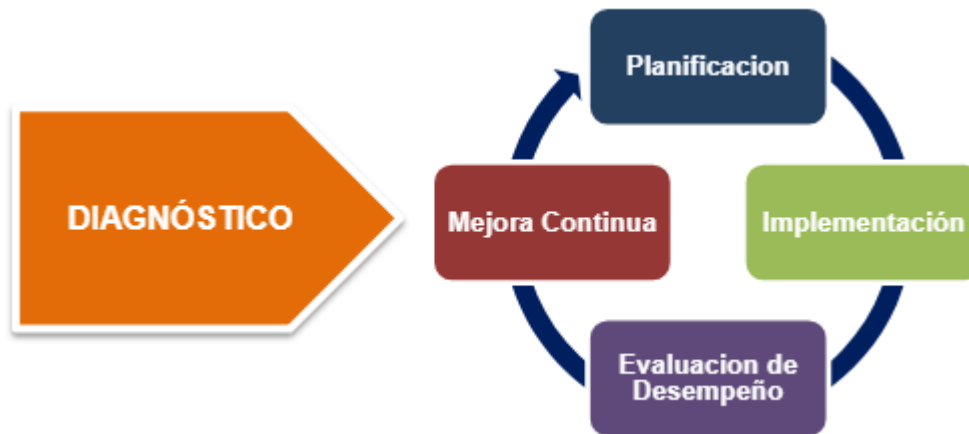 DIAGNÓSTICO
Planificacion
Implementación
Evaluacion de
Desempeño
Mejora Continua